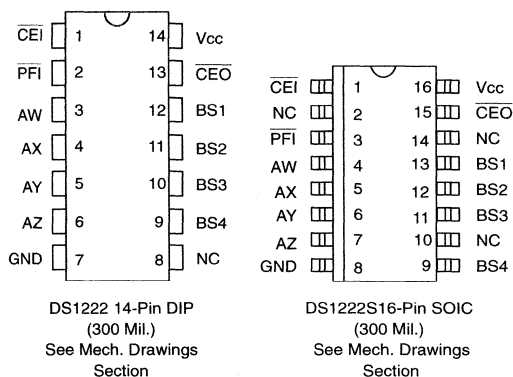 CEI 1 14 Vcc
PFI 2 13 CEO
AW 3 12 BS1
AX 4 11 BS2
AY 5 10 BS3
AZ 6 9 BS4
GND 7 8 NC
DS1222 14-Pin DIP
(300 Mil.)
See Mech. Drawings
Section
CEI 1 16 Vcc
NC 2 15 CEO
PFI 3 14 NC
AW 4 13 BS1
AX 5 12 BS2
AY 6 11 BS3
AZ 7 10 NC
GND 8 9 BS4
DS1222S16-Pin SOIC
(300 Mil.)
See Mech. Drawings
Section